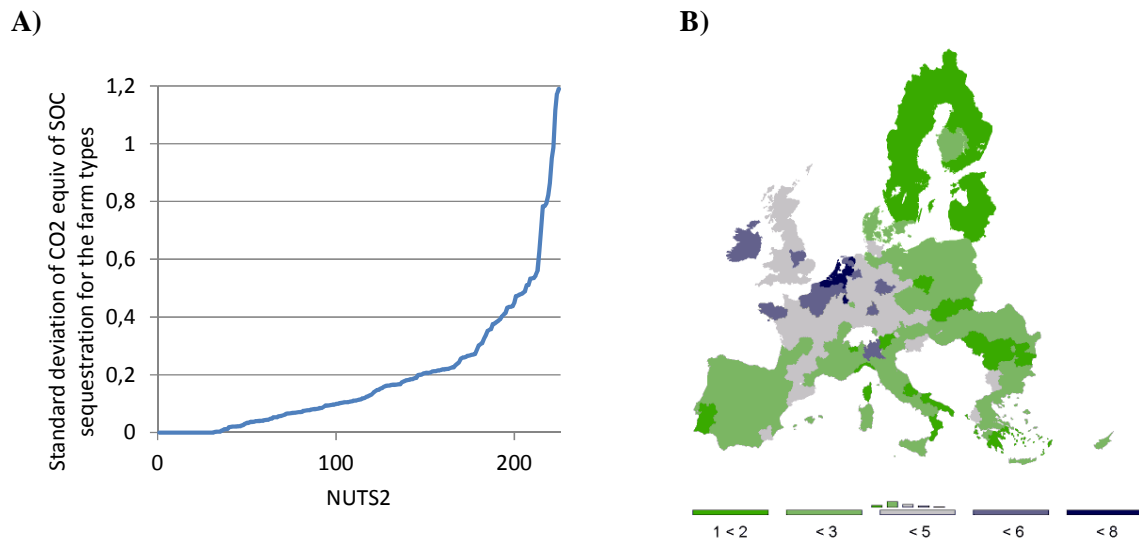 A)
B)
Standard deviation of CO2 equiv of SOC
sequestration for the farm types
1,2
1
0,8
0,6
0,4
0,2
0
0
100
200
NUTS2
1 < 2
< 3
< 5
< 6
< 8